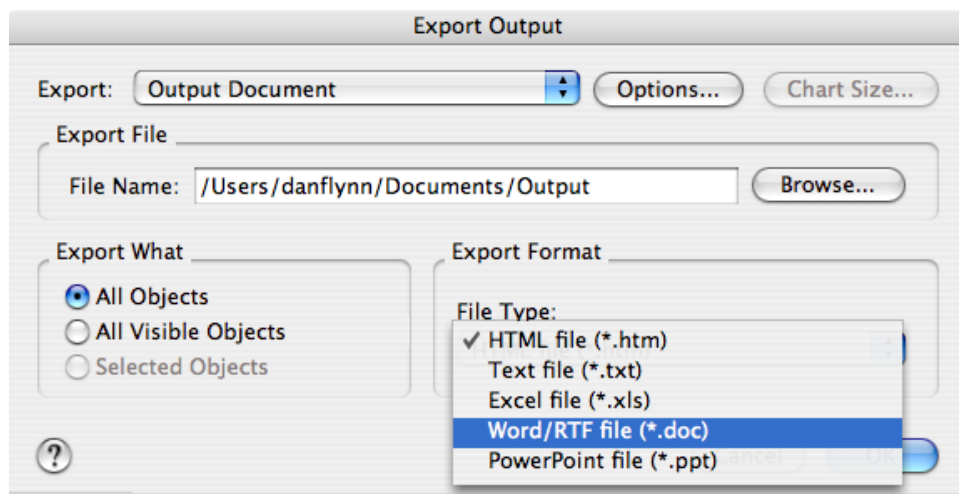 Export Output
Export: Output Document Options... Chart Size...
Export File
File Name: /Users/danflynn/Documents/Output Browse...
Export What
All Objects
All Visible Objects
Selected Objects
Export Format
File Type:
✓ HTML file (*.htm)
Text file (*.txt)
Excel file (*.xls)
Word/RTF file (*.doc)
PowerPoint file (*.ppt)
? Cancel OK